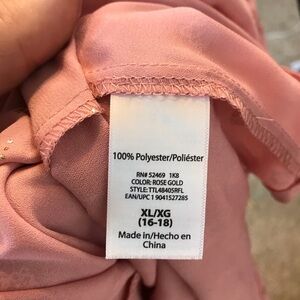 100% Polyester/Poliéster
RN# 52469 1K8
COLOR: ROSE GOLD
STYLE: TTL48405RFL
EAN/UPC 1 9041527285
XL/XG
(16-18)
Made in/Hecho en
China